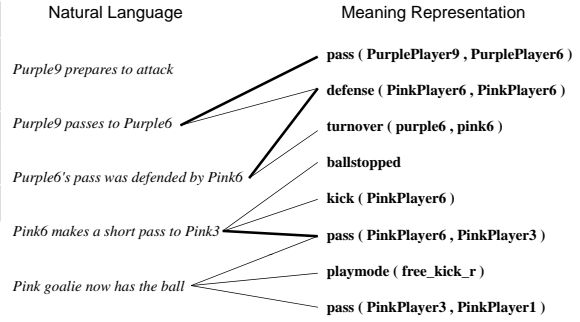 Natural Language
Meaning Representation
Purple9 prepares to attack
Purple9 passes to Purple6
Purple6's pass was defended by Pink6
Pink6 makes a short pass to Pink3
Pink goalie now has the ball
pass ( PurplePlayer9 , PurplePlayer6 )
defense ( PinkPlayer6 , PinkPlayer6 )
turnover ( purple6 , pink6 )
ballstopped
kick ( PinkPlayer6 )
pass ( PinkPlayer6 , PinkPlayer3 )
playmode ( free_kick_r )
pass ( PinkPlayer3 , PinkPlayer1 )